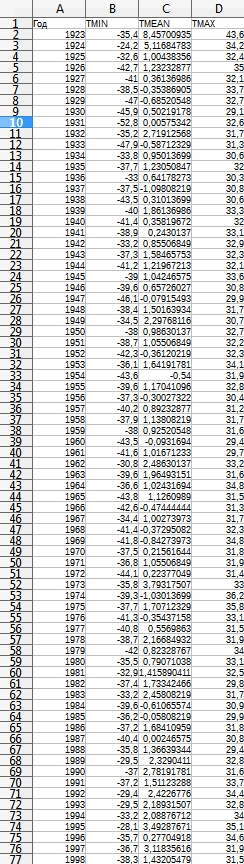 A B C D
1 Год TMIN TMEAN TMAX
2 1923 -35,4 8,45700935 43,6
3 1924 -24,2 5,11684783 34,2
4 1925 -32,6 1,00438356 32,4
5 1926 -42,7 1,23232877 35
6 1927 -41 0,36136986 32,1
7 1928 -38,5 -0,35386905 33,7
8 1929 -47 -0,68520548 32,7
9 1930 -45,9 0,50219178 29,1
10 1931 -52,8 0,00575342 32,6
11 1932 -35,2 2,71912568 31,7
12 1933 -47,9 -0,58712329 31,3
13 1934 -33,8 0,95013699 30,6
14 1935 -37,7 1,23050847 32
15 1936 -33 0,64178273 30,3
16 1937 -37,5 -1,09808219 30,8
17 1938 -43,5 0,31013699 30,6
18 1939 -40 1,86136986 33,3
19 1940 -41,4 0,35819672 32
20 1941 -38,9 0,2430137 33,1
21 1942 -33,2 0,85506849 32,9
22 1943 -37,3 1,58465753 32,3
23 1944 -41,2 1,21967213 32,1
24 1945 -39 1,04246575 33,6
25 1946 -39,6 0,65726027 30,8
26 1947 -46,1 -0,07915493 29,9
27 1948 -38,4 1,50163934 31,7
28 1949 -34,5 2,29768116 30,7
29 1950 -38 0,98630137 32,7
30 1951 -38,7 1,05506849 32,2
31 1952 -42,3 -0,36120219 32,3
32 1953 -36,1 1,64191781 34,1
33 1954 -43,6 -0,54 31,9
34 1955 -39,6 1,17041096 32,8
35 1956 -37,3 -0,30027322 30,4
36 1957 -40,2 0,89232877 31,2
37 1958 -37,9 1,13808219 31,7
38 1959 -38 0,92520548 31,6
39 1960 -43,5 -0,0931694 29,4
40 1961 -41,6 1,01671233 29,7
41 1962 -30,8 2,48630137 33,2
42 1963 -39,6 1,96493151 31,6
43 1964 -36,6 1,02431694 34,8
44 1965 -43,8 1,1260989 31,5
45 1966 -42,6 -0,47444444 31,3
46 1967 -34,4 1,00273973 31,7
47 1968 -41,4 -0,37295082 32,3
48 1969 -41,8 -0,84273973 34,8
49 1970 -37,5 0,21561644 31,8
50 1971 -36,8 1,05506849 31,9
51 1972 -44,1 0,22377049 31,4
52 1973 -35,8 3,79317507 33
53 1974 -39,3 -1,03013699 36,2
54 1975 -37,7 1,70712329 35,8
55 1976 -41,3 -0,35437158 33,1
56 1977 -40,8 0,5569863 31,5
57 1978 -38,7 2,16684932 31,9
58 1979 -42 0,82328767 34
59 1980 -35,5 0,79071038 33,1
60 1981 -32,9 1,415890411 32,5
61 1982 -37,4 1,73342466 29,8
62 1983 -33,2 2,45808219 31,7
63 1984 -39,6 -0,61065574 30,9
64 1985 -36,2 -0,05808219 29,9
65 1986 -37,2 1,68410959 31,8
66 1987 -40,4 0,00246575 30,8
67 1988 -35,8 1,36639344 29,4
68 1989 -29,5 2,3290411 32,8
69 1990 -37 2,78191781 31,6
70 1991 -37,2 1,51123288 33,7
71 1992 -29,4 2,4226776 34,4
72 1993 -29,5 2,18931507 32,8
73 1994 -33,2 2,08876712 34
74 1995 -28,1 3,49287671 35,1
75 1996 -35,7 0,27704918 34,6
76 1997 -29,4 3,11835616 31,9
77 1998 -38,3 1,43205479 31,5